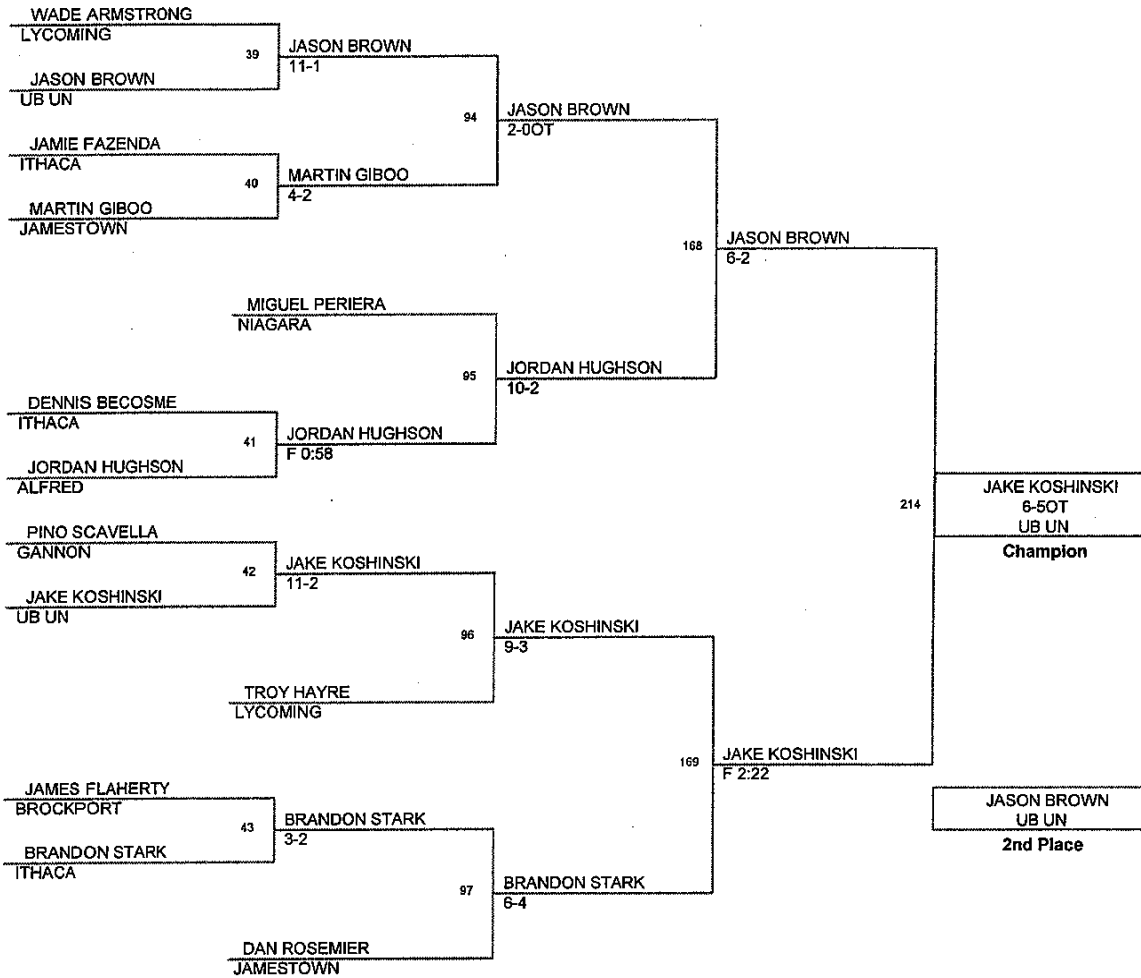 WADE ARMSTRONG
LYCOMING
39
JASON BROWN
11-1
JASON BROWN
UB UN
94
JASON BROWN
2-0OT
JAMIE FAZENDA
ITHACA
40
MARTIN GIBOO
4-2
MARTIN GIBOO
JAMESTOWN
168
JASON BROWN
6-2
MIGUEL PERIERA
NIAGARA
95
JORDAN HUGHSON
10-2
DENNIS BECOSME
ITHACA
41
JORDAN HUGHSON
F 0:58
JORDAN HUGHSON
ALFRED
214
JAKE KOSHINSKI
6-5OT
UB UN
Champion
PINO SCAVELLA
GANNON
42
JAKE KOSHINSKI
11-2
JAKE KOSHINSKI
UB UN
96
JAKE KOSHINSKI
9-3
TROY HAYRE
LYCOMING
169
JAKE KOSHINSKI
F 2:22
JAMES FLAHERTY
BROCKPORT
43
BRANDON STARK
3-2
BRANDON STARK
ITHACA
97
BRANDON STARK
6-4
DAN ROSEMIER
JAMESTOWN
JASON BROWN
UB UN
2nd Place